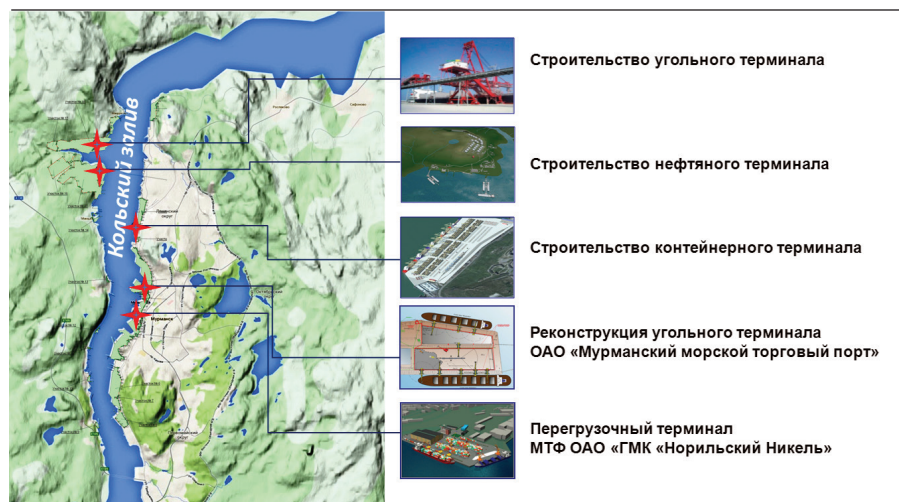 Кольский залив
Мурманск
Строительство угольного терминала
Строительство нефтяного терминала
Строительство контейнерного терминала
Реконструкция угольного терминала
ОАО «Мурманский морской торговый порт»
Перегрузочный терминал
МТФ ОАО «ГМК «Норильский Никель»